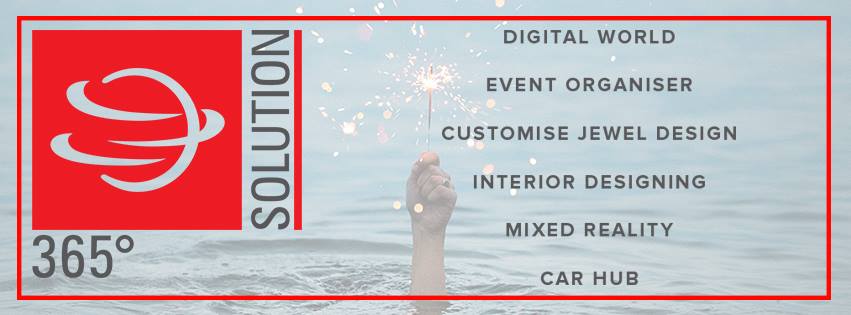 SOLUTION
365°
DIGITAL WORLD
EVENT ORGANISER
CUSTOMISE JEWEL DESIGN
INTERIOR DESIGNING
MIXED REALITY
CAR HUB